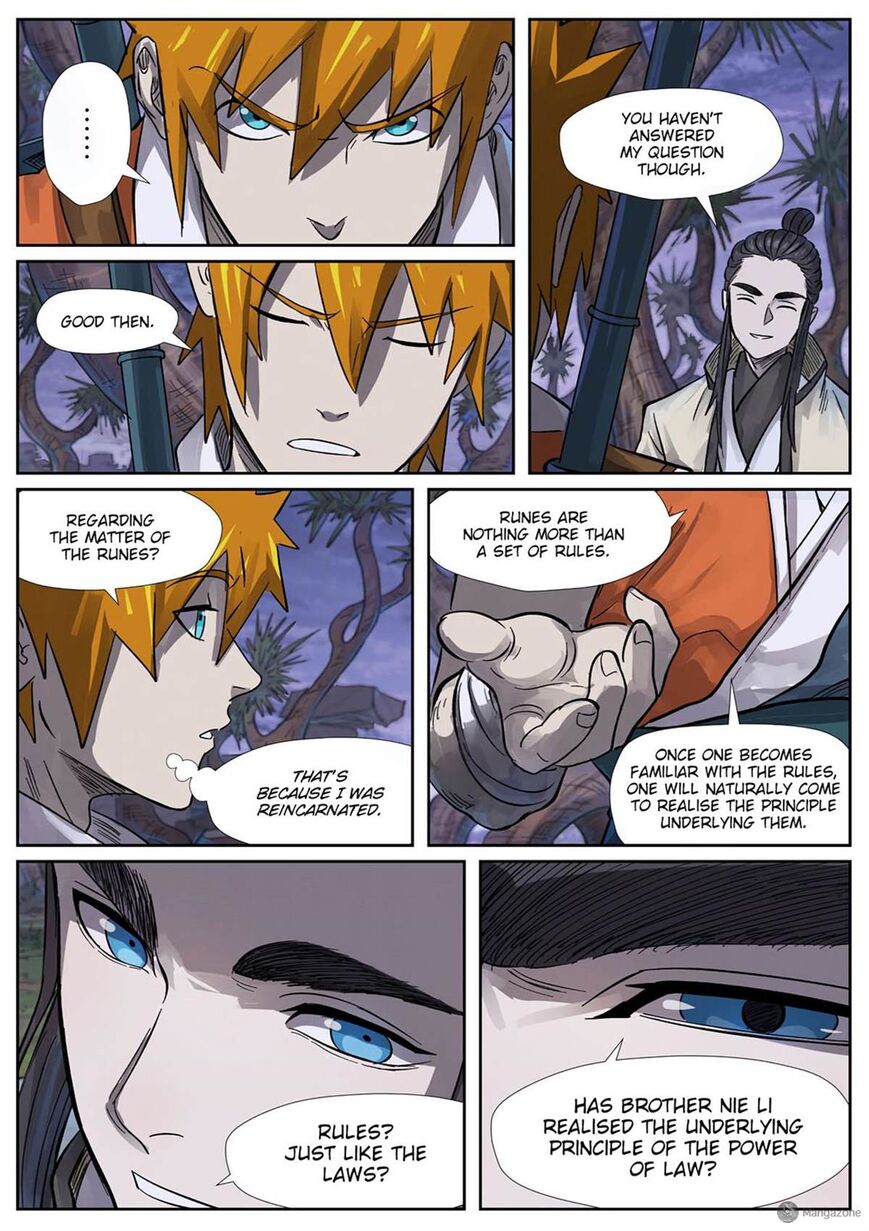 ......
YOU HAVEN'T
ANSWERED
MY QUESTION
THOUGH.
GOOD THEN.
REGARDING
THE MATTER OF
THE RUNES?
THAT'S
BECAUSE I WAS
REINCARNATED.
RUNES ARE
NOTHING MORE THAN
A SET OF RULES.
ONCE ONE BECOMES
FAMILIAR WITH THE RULES,
ONE WILL NATURALLY COME
TO REALISE THE PRINCIPLE
UNDERLYING THEM.
RULES?
JUST LIKE THE
LAWS?
HAS BROTHER NIE LI
REALISED THE UNDERLYING
PRINCIPLE OF THE POWER
OF LAW?
Mangazone